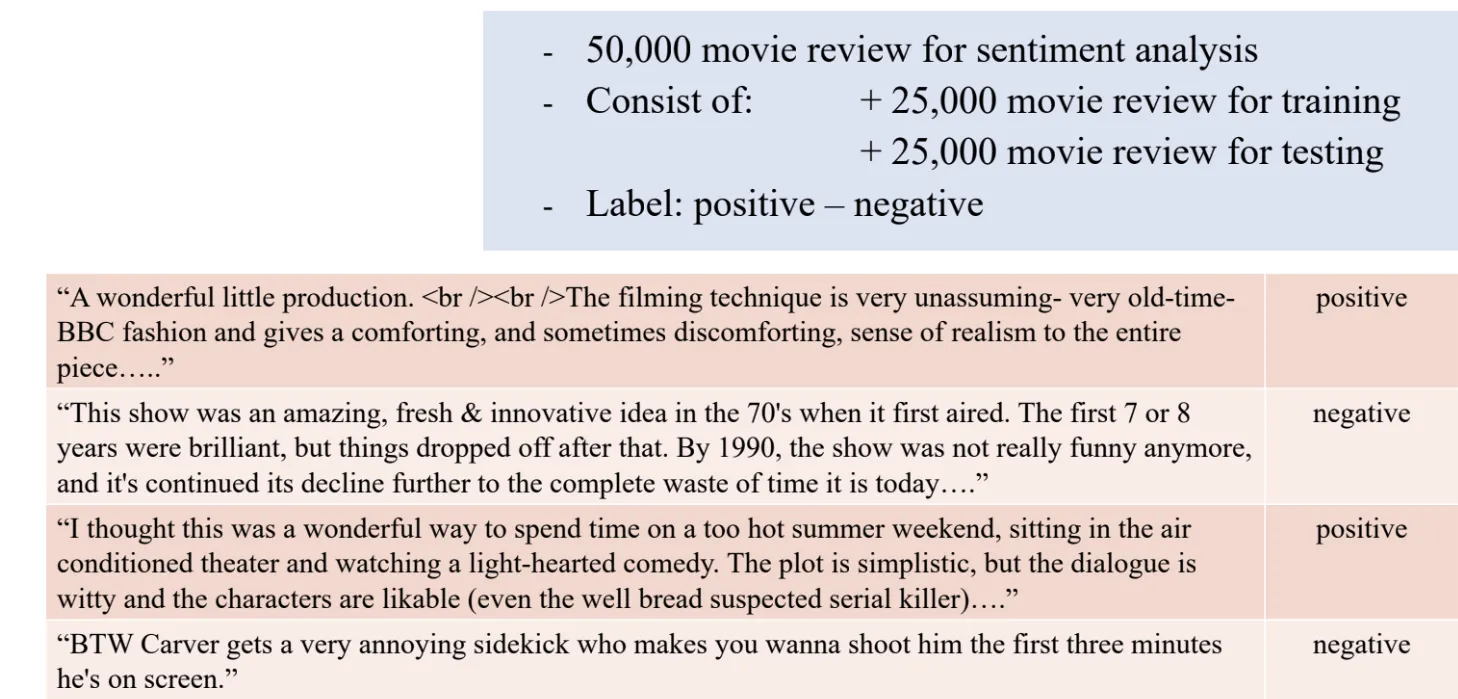 - 50,000 movie review for sentiment analysis
- Consist of: + 25,000 movie review for training
+ 25,000 movie review for testing
- Label: positive – negative
“A wonderful little production. <br /><br />The filming technique is very unassuming- very old-time-
BBC fashion and gives a comforting, and sometimes discomforting, sense of realism to the entire
piece…..”
positive
“This show was an amazing, fresh & innovative idea in the 70's when it first aired. The first 7 or 8
years were brilliant, but things dropped off after that. By 1990, the show was not really funny anymore,
and it's continued its decline further to the complete waste of time it is today….”
negative
“I thought this was a wonderful way to spend time on a too hot summer weekend, sitting in the air
conditioned theater and watching a light-hearted comedy. The plot is simplistic, but the dialogue is
witty and the characters are likable (even the well bread suspected serial killer)….”
positive
“BTW Carver gets a very annoying sidekick who makes you wanna shoot him the first three minutes
he's on screen.”
negative